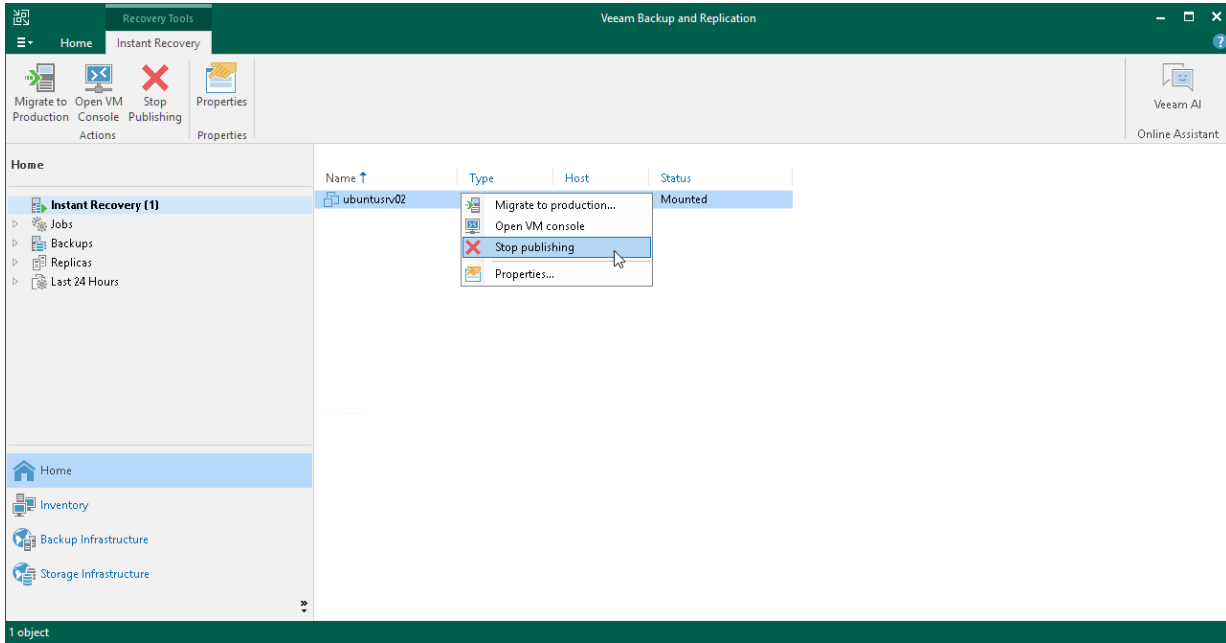 Recovery Tools
Veeam Backup and Replication
Home
Instant Recovery
Migrate to Production
Open VM Console
Stop Publishing
Properties
Actions
Properties
Veeam AI
Online Assistant
Home
Instant Recovery (1)
Jobs
Backups
Replicas
Last 24 Hours
Name Type Host Status
ubuntusrv02 Mounted
Migrate to production...
Open VM console
Stop publishing
Properties...
Home
Inventory
Backup Infrastructure
Storage Infrastructure
1 object